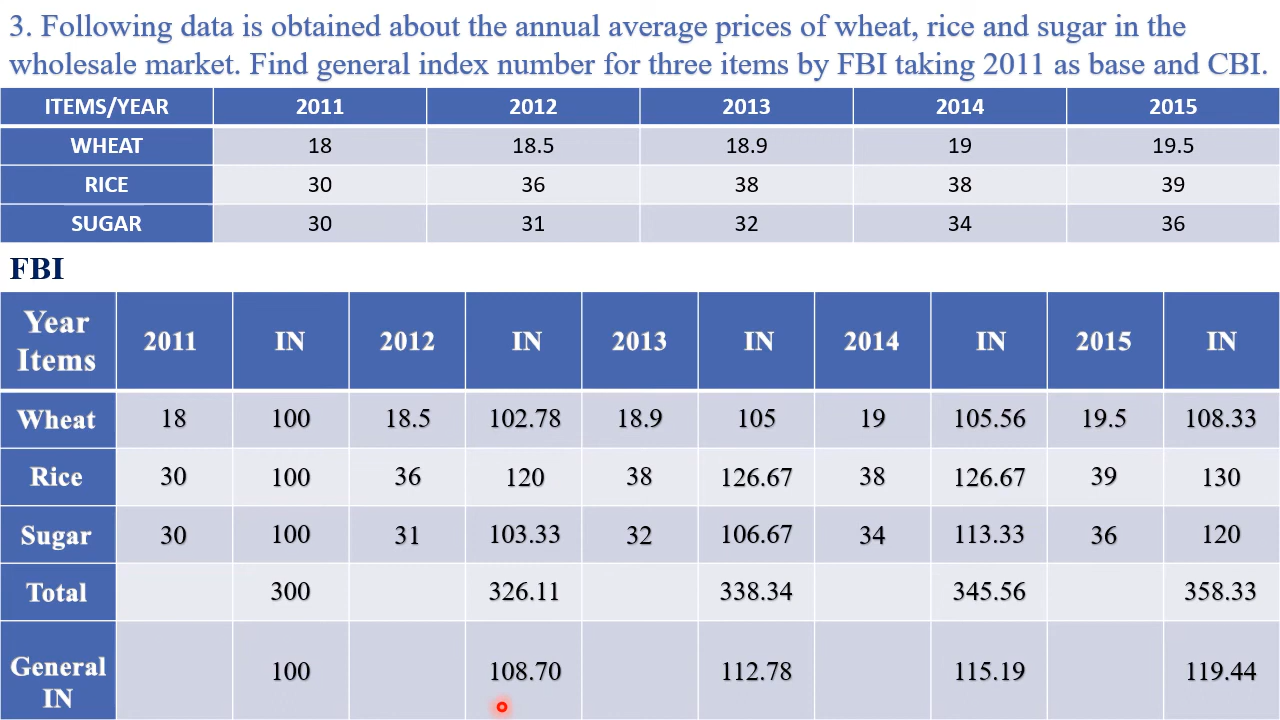 3. Following data is obtained about the annual average prices of wheat, rice and sugar in the
wholesale market. Find general index number for three items by FBI taking 2011 as base and CBI.
ITEMS/YEAR 2011 2012 2013 2014 2015
WHEAT 18 18.5 18.9 19 19.5
RICE 30 36 38 38 39
SUGAR 30 31 32 34 36
FBI
Year
Items 2011 IN 2012 IN 2013 IN 2014 IN 2015 IN
Wheat 18 100 18.5 102.78 18.9 105 19 105.56 19.5 108.33
Rice 30 100 36 120 38 126.67 38 126.67 39 130
Sugar 30 100 31 103.33 32 106.67 34 113.33 36 120
Total 300 326.11 338.34 345.56 358.33
General
IN 100 108.70 112.78 115.19 119.44